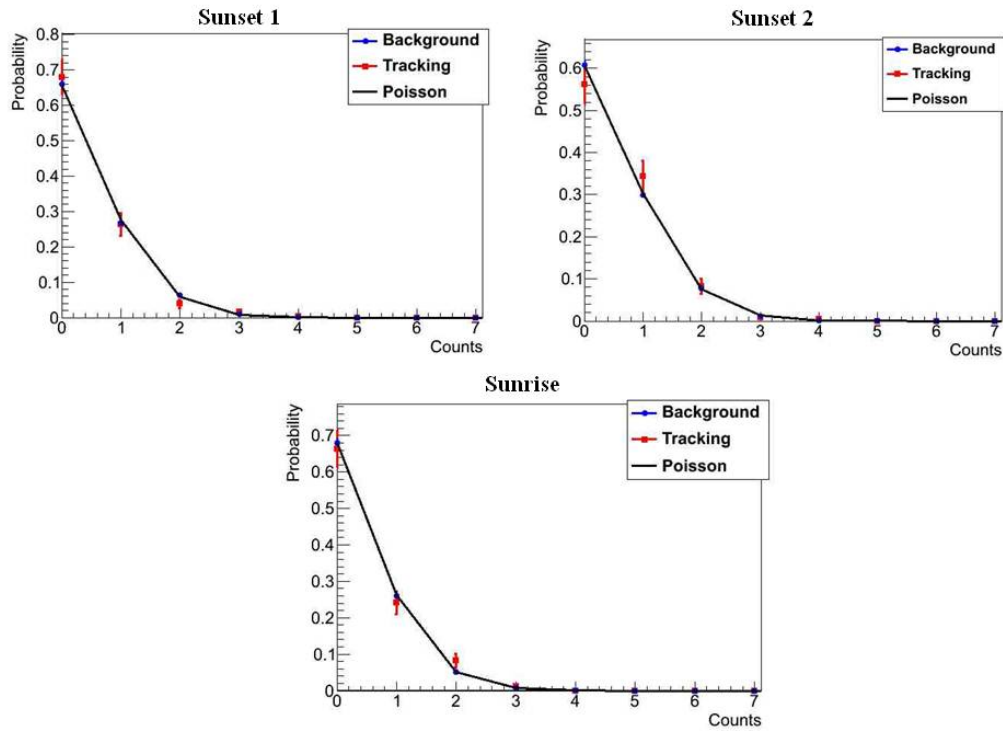 Sunset 1
Probability
0.8
0.7
0.6
0.5
0.4
0.3
0.2
0.1
0
0 1 2 3 4 5 6 7
Counts
Background
Tracking
Poisson
Sunset 2
Probability
0.6
0.5
0.4
0.3
0.2
0.1
0
0 1 2 3 4 5 6 7
Counts
Background
Tracking
Poisson
Sunrise
Probability
0.7
0.6
0.5
0.4
0.3
0.2
0.1
0
0 1 2 3 4 5 6 7
Counts
Background
Tracking
Poisson